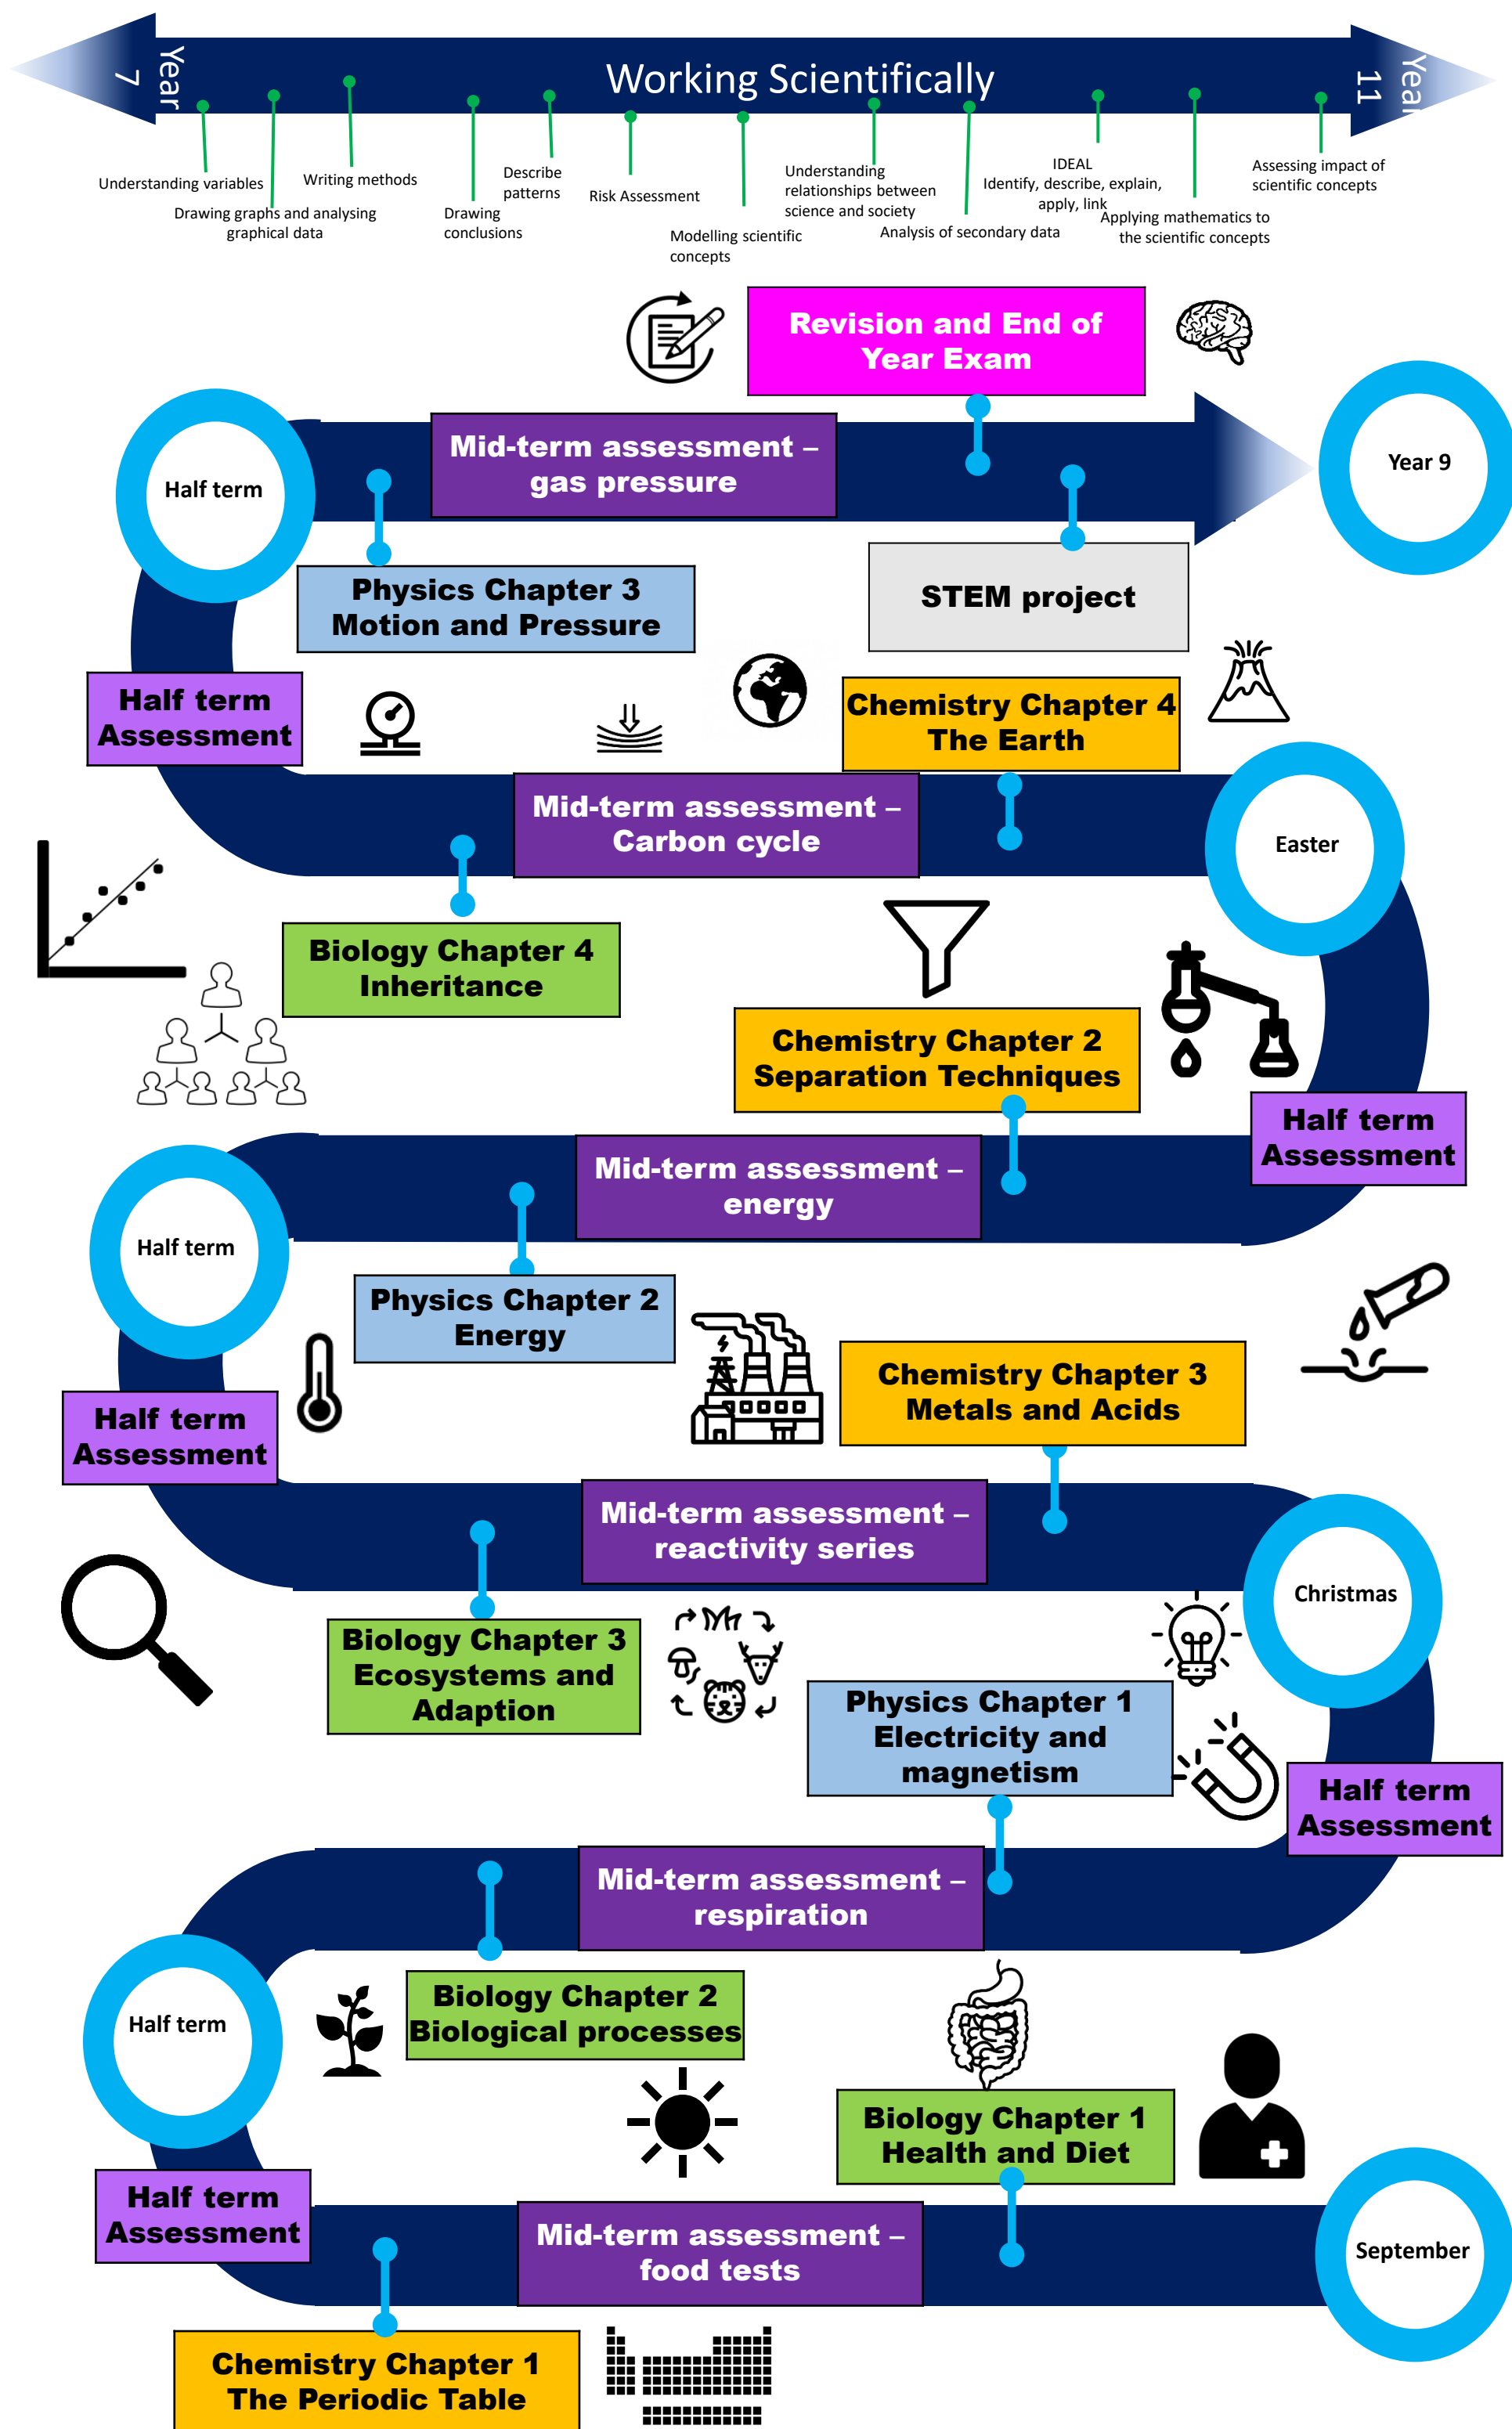 Working Scientifically
Year
7
Year
11
Understanding variables
Drawing graphs and analysing
graphical data
Writing methods
Drawing
conclusions
Describe
patterns
Risk Assessment
Modelling scientific
concepts
Understanding
relationships between
science and society
Analysis of secondary data
IDEAL
Identify, describe, explain,
apply, link
Applying mathematics to
the scientific concepts
Assessing impact of
scientific concepts
Revision and End of
Year Exam
Mid-term assessment –
gas pressure
Half term
Year 9
Physics Chapter 3
Motion and Pressure
STEM project
Half term
Assessment
Chemistry Chapter 4
The Earth
Mid-term assessment –
Carbon cycle
Easter
Biology Chapter 4
Inheritance
Chemistry Chapter 2
Separation Techniques
Half term
Assessment
Mid-term assessment –
energy
Half term
Physics Chapter 2
Energy
Chemistry Chapter 3
Metals and Acids
Half term
Assessment
Mid-term assessment –
reactivity series
Christmas
Biology Chapter 3
Ecosystems and
Adaption
Physics Chapter 1
Electricity and
magnetism
Half term
Assessment
Mid-term assessment –
respiration
Half term
Biology Chapter 2
Biological processes
Biology Chapter 1
Health and Diet
Half term
Assessment
Mid-term assessment –
food tests
September
Chemistry Chapter 1
The Periodic Table